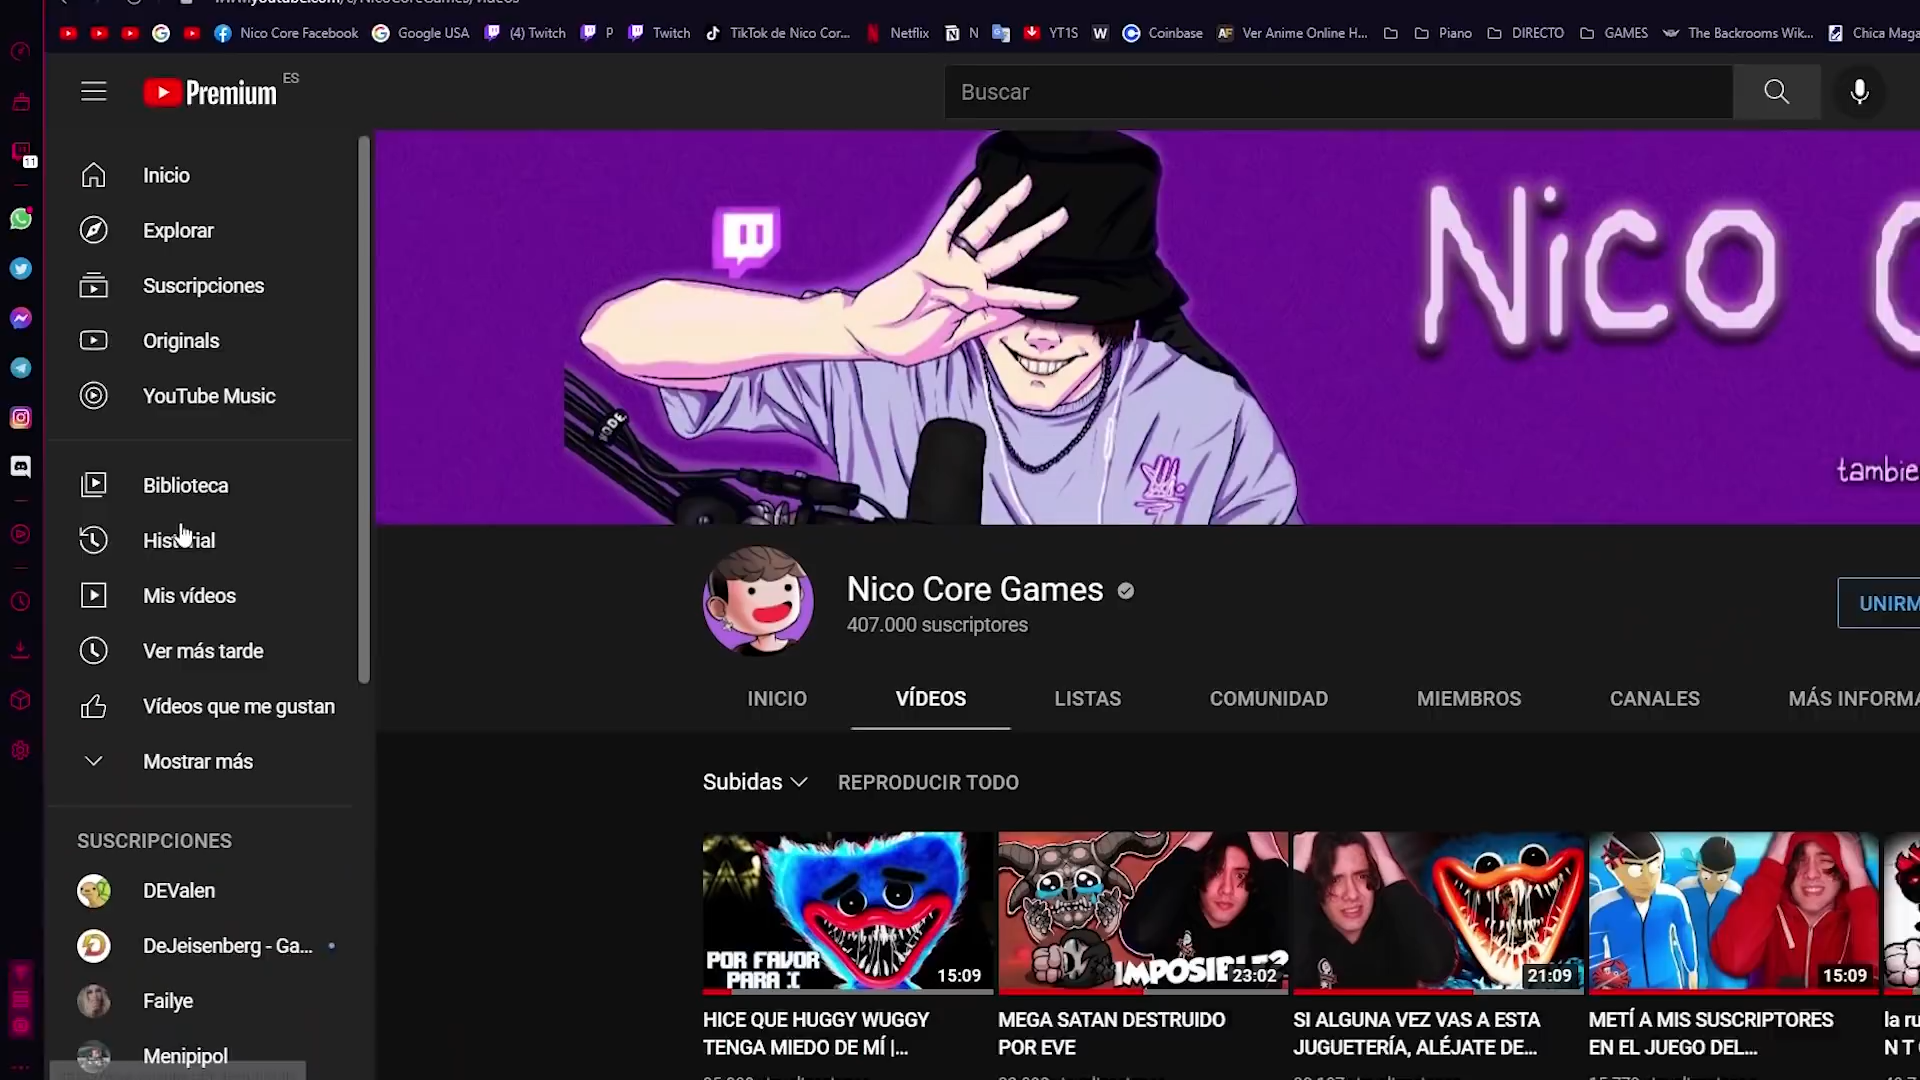 Nico Core Facebook
Google USA
(4) Twitch
P
Twitch
TikTok de Nico Cor...
Netflix
N
YT1S
W
Coinbase
AF
Ver Anime Online H...
Piano
DIRECTO
GAMES
The Backrooms Wik...
Chica Maga
Premium ES
Buscar
Inicio
Explorar
11
Suscripciones
Originals
YouTube Music
Biblioteca
Historial
Mis vídeos
Ver más tarde
Vídeos que me gustan
Mostrar más
SUSCRIPCIONES
DEValen
DeJeisenberg - Ga...
Failye
Menipipol
Nico C
tambie
Nico Core Games
407.000 suscriptores
UNIRM
INICIO
VÍDEOS
LISTAS
COMUNIDAD
MIEMBROS
CANALES
MÁS INFORMA
Subidas
REPRODUCIR TODO
POR FAVOR
PARA I
15:09
IMPOSIBLE?
23:02
21:09
15:09
HICE QUE HUGGY WUGGY
TENGA MIEDO DE MÍ |...
MEGA SATAN DESTRUIDO
POR EVE
SI ALGUNA VEZ VAS A ESTA
JUGUETERÍA, ALÉJATE DE...
METÍ A MIS SUSCRIPTORES
EN EL JUEGO DEL...
la ru
N T